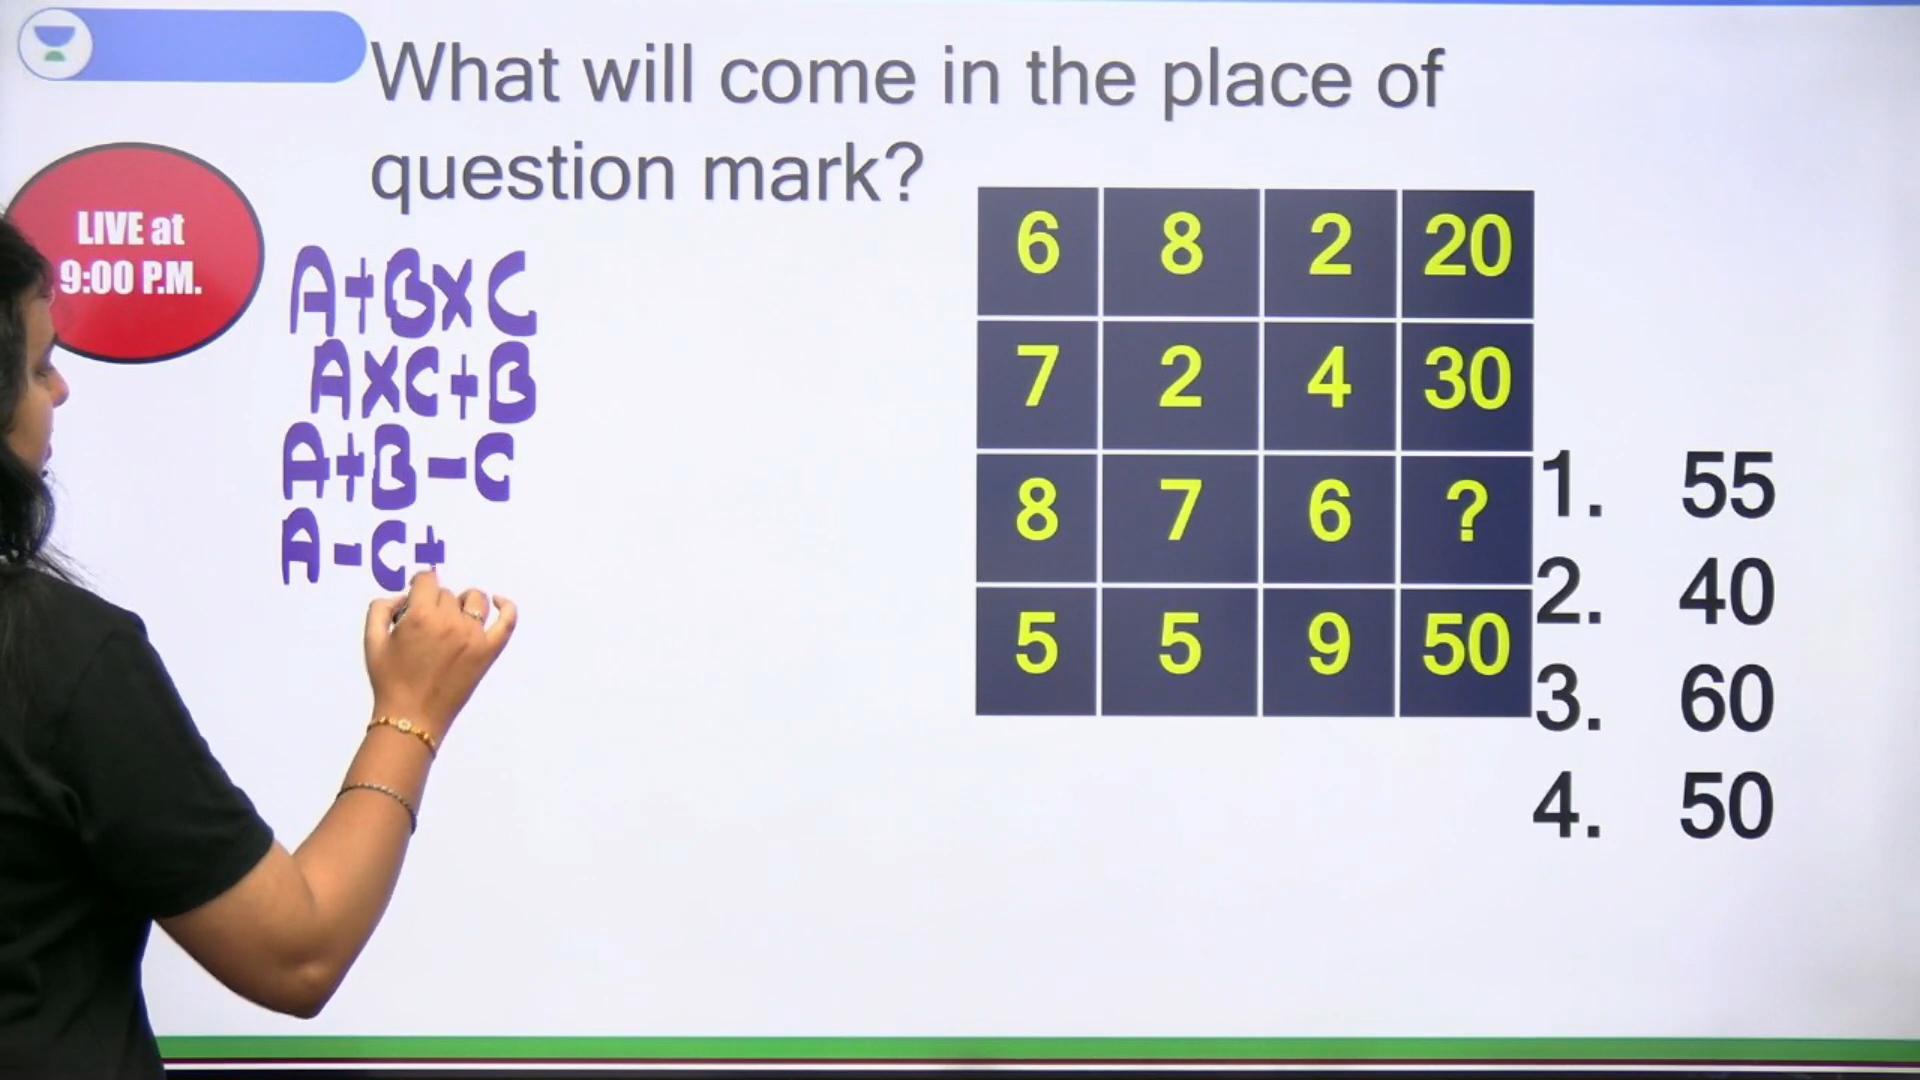 What will come in the place of
question mark?
LIVE at
9:00 P.M.
A+B×C
A×C+B
A+B-C
A-C+
6 8 2 20
7 2 4 30
8 7 6 ?
5 5 9 50
1. 55
2. 40
3. 60
4. 50